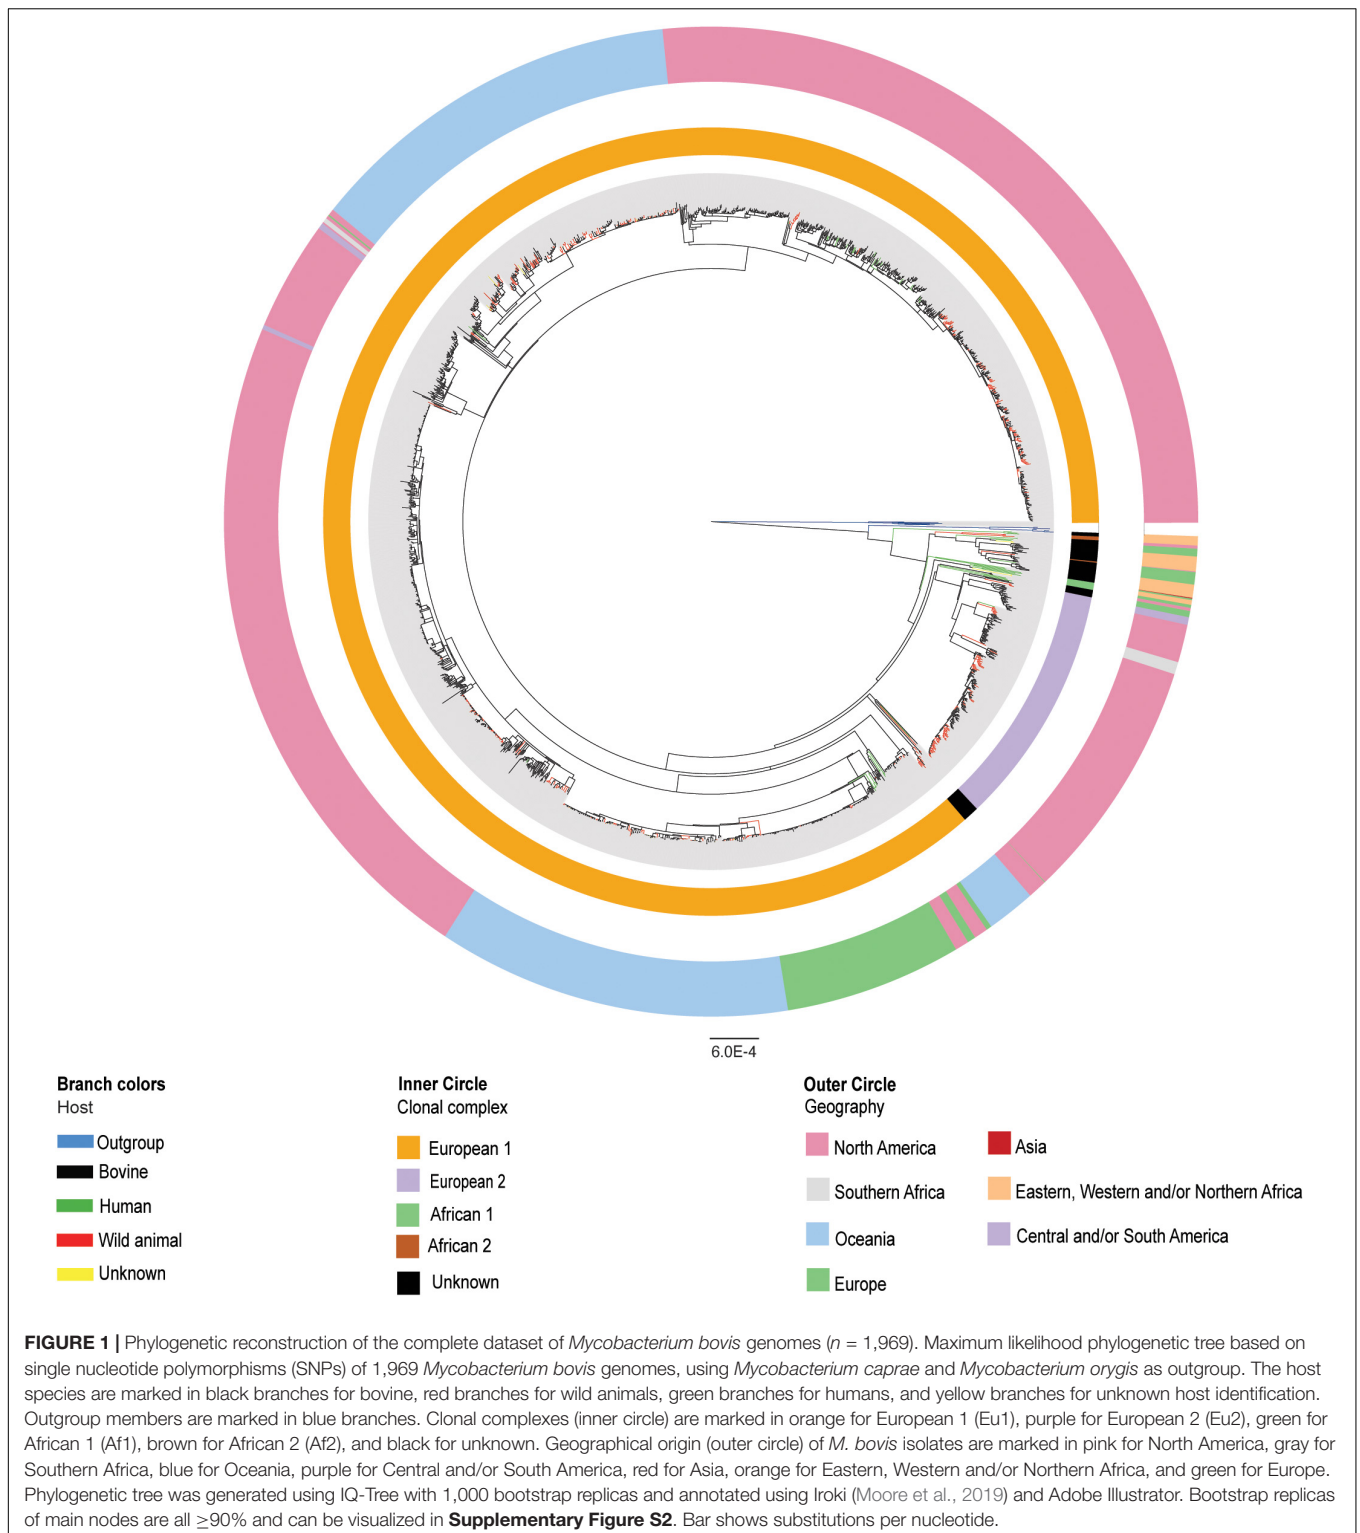 6.0E-4
Branch colors
Host
Outgroup
Bovine
Human
Wild animal
Unknown
Inner Circle
Clonal complex
European 1
European 2
African 1
African 2
Unknown
Outer Circle
Geography
North America
Southern Africa
Oceania
Europe
Asia
Eastern, Western and/or Northern Africa
Central and/or South America
FIGURE 1 | Phylogenetic reconstruction of the complete dataset of Mycobacterium bovis genomes (n = 1,969). Maximum likelihood phylogenetic tree based on
single nucleotide polymorphisms (SNPs) of 1,969 Mycobacterium bovis genomes, using Mycobacterium caprae and Mycobacterium orygis as outgroup. The host
species are marked in black branches for bovine, red branches for wild animals, green branches for humans, and yellow branches for unknown host identification.
Outgroup members are marked in blue branches. Clonal complexes (inner circle) are marked in orange for European 1 (Eu1), purple for European 2 (Eu2), green for
African 1 (Af1), brown for African 2 (Af2), and black for unknown. Geographical origin (outer circle) of M. bovis isolates are marked in pink for North America, gray for
Southern Africa, blue for Oceania, purple for Central and/or South America, red for Asia, orange for Eastern, Western and/or Northern Africa, and green for Europe.
Phylogenetic tree was generated using IQ-Tree with 1,000 bootstrap replicas and annotated using Iroki (Moore et al., 2019) and Adobe Illustrator. Bootstrap replicas
of main nodes are all ≥90% and can be visualized in Supplementary Figure S2. Bar shows substitutions per nucleotide.